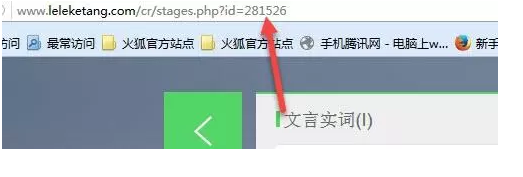 www.leleketang.com/cr/stages.php?id=281526
访问 最常访问 火狐官方站点 火狐官方站点 手机腾讯网 - 电脑上w... 新手
文言实词(I)